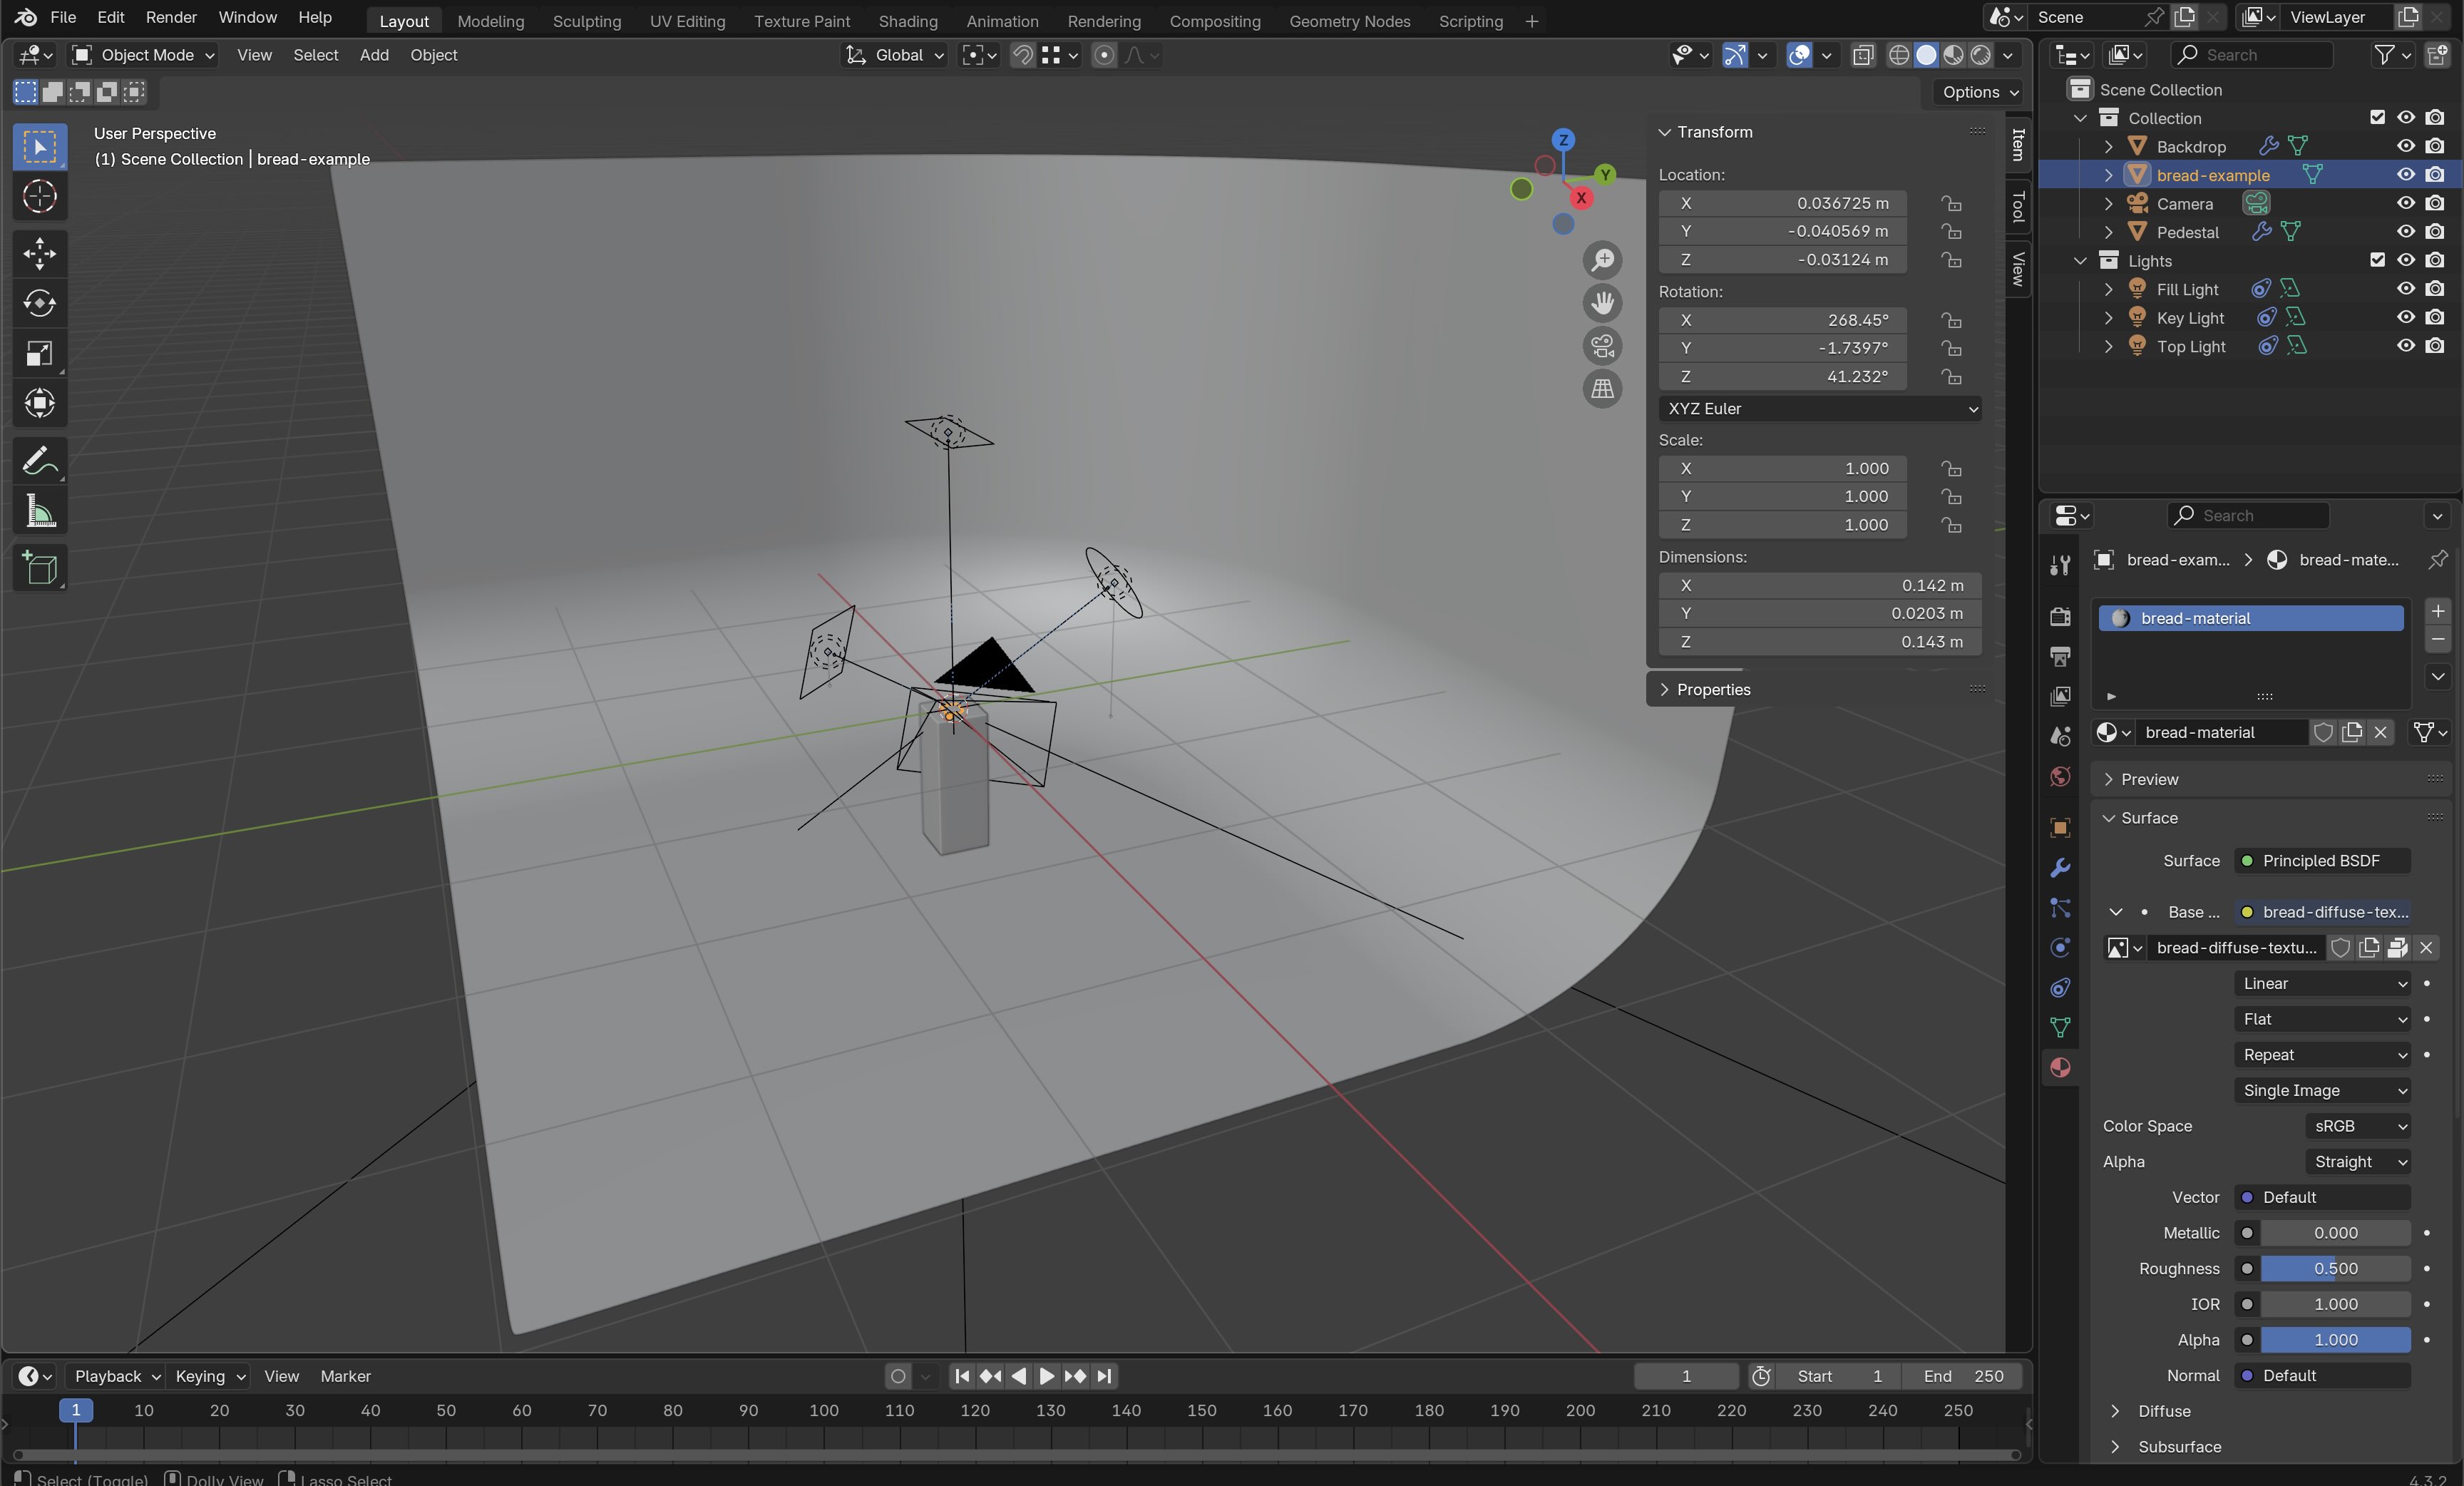 File Edit Render Window Help Layout Modeling Sculpting UV Editing Texture Paint Shading Animation Rendering Compositing Geometry Nodes Scripting Scene ViewLayer
Object Mode View Select Add Object Global Search
Options
User Perspective
(1) Scene Collection | bread-example
Z
Y
X
Transform
Location:
X 0.036725 m
Y -0.040569 m
Z -0.03124 m
Rotation:
X 268.45°
Y -1.7397°
Z 41.232°
XYZ Euler
Scale:
X 1.000
Y 1.000
Z 1.000
Dimensions:
X 0.142 m
Y 0.0203 m
Z 0.143 m
Properties
Item
Tool
View
Scene Collection
Collection
Backdrop
bread-example
Camera
Pedestal
Lights
Fill Light
Key Light
Top Light
Search
bread-exam... bread-mate...
bread-material
bread-material
Preview
Surface
Surface Principled BSDF
Base ... bread-diffuse-tex...
bread-diffuse-textu...
Linear
Flat
Repeat
Single Image
Color Space sRGB
Alpha Straight
Vector Default
Metallic 0.000
Roughness 0.500
IOR 1.000
Alpha 1.000
Normal Default
Diffuse
Subsurface
Playback Keying View Marker 1 Start 1 End 250
1 10 20 30 40 50 60 70 80 90 100 110 120 130 140 150 160 170 180 190 200 210 220 230 240 250
Select (Toggle) Dolly View Lasso Select 4.3.2